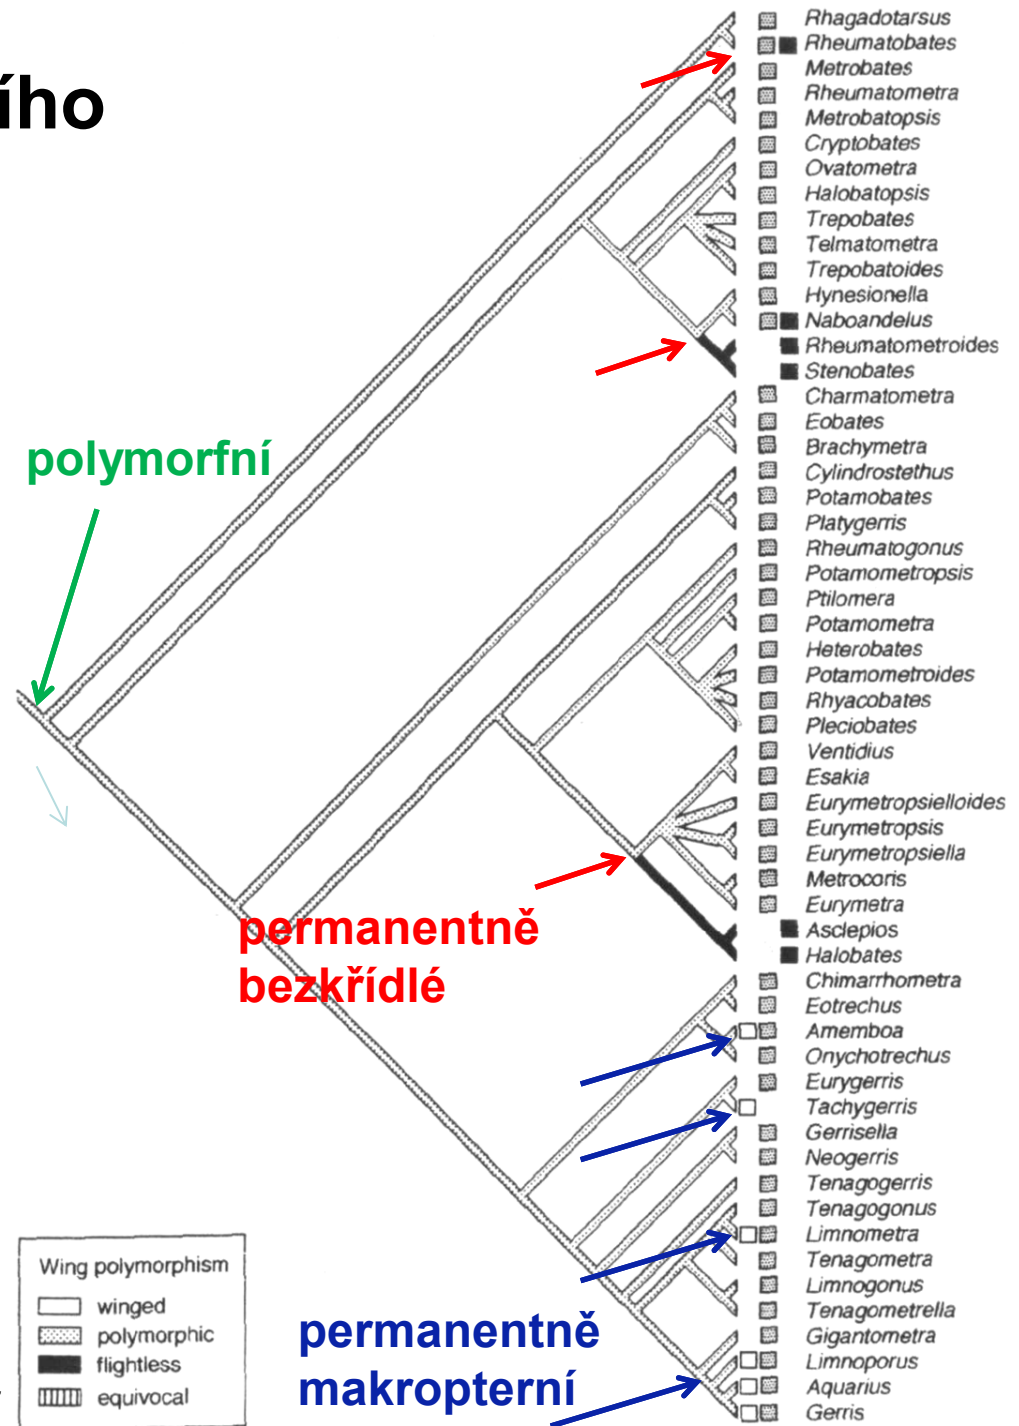 ího
Rhagadotarsus
Rheumatobates
Metrobates
Rheumatometra
Metrobatopsis
Cryptobates
Ovatometra
Halobatopsis
Trepobates
Telmatometra
Trepobatoides
Hynesionella
Naboandelus
Rheumatometroides
Stenobates
Charmatometra
Eobates
Brachymetra
Cylindrostethus
Potamobates
Platygerris
Rheumatogonus
Potamometropsis
Ptilomera
Potamometra
Heterobates
Potamometroides
Rhyacobates
Pleciobates
Ventidius
Esakia
Eurymetropsielloides
Eurymetropsis
Eurymetropsiella
Metrocoris
Eurymetra
Asclepios
Halobates
Chimarrhometra
Eotrechus
Amemboa
Onychotrechus
Eurygerris
Tachygerris
Gerrisella
Neogerris
Tenagogerris
Tenagogonus
Limnometra
Tenagometra
Limnogonus
Tenagometrella
Gigantometra
Limnoporus
Aquarius
Gerris
polymorfní
permanentně
bezkřídlé
permanentně
makropterní
Wing polymorphism
winged
polymorphic
flightless
equivocal